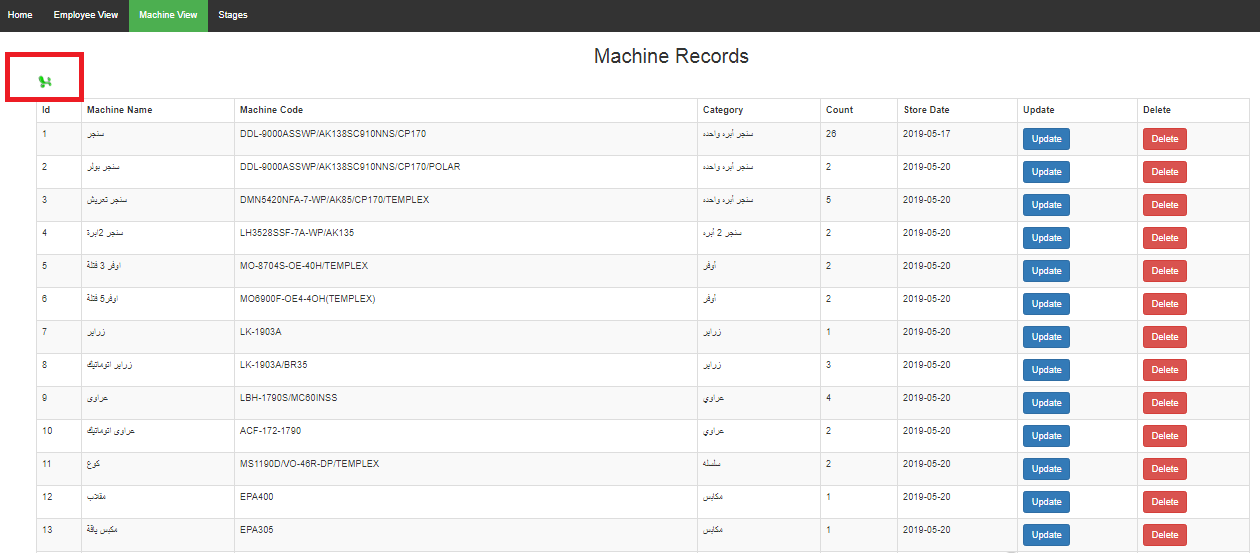 Home Employee View Machine View Stages
Machine Records
Id Machine Name Machine Code Category Count Store Date Update Delete
1 سنجر DDL-9000ASSWP/AK138SC910NNS/CP170 سنجر أبره واحده 26 2019-05-17 Update Delete
2 سنجر بولر DDL-9000ASSWP/AK138SC910NNS/CP170/POLAR سنجر أبره واحده 2 2019-05-20 Update Delete
3 سنجر تعريش DMN5420NFA-7-WP/AK85/CP170/TEMPLEX سنجر أبره واحده 5 2019-05-20 Update Delete
4 سنجر 2ابرة LH3528SSF-7A-WP/AK135 سنجر 2 أبره 2 2019-05-20 Update Delete
5 اوفر 3 فتلة MO-8704S-OE-40H/TEMPLEX أوفر 2 2019-05-20 Update Delete
6 اوفر5 فتلة MO6900F-OE4-4OH(TEMPLEX) أوفر 2 2019-05-20 Update Delete
7 زراير LK-1903A زراير 1 2019-05-20 Update Delete
8 زراير اتوماتيك LK-1903A/BR35 زراير 3 2019-05-20 Update Delete
9 عراوى LBH-1790S/MC60INSS عراوي 4 2019-05-20 Update Delete
10 عراوى اتوماتيك ACF-172-1790 عراوي 2 2019-05-20 Update Delete
11 كوع MS1190D/VO-46R-DP/TEMPLEX سلسله 2 2019-05-20 Update Delete
12 مقلاب EPA400 مكابس 1 2019-05-20 Update Delete
13 مكبس ياقة EPA305 مكابس 1 2019-05-20 Update Delete